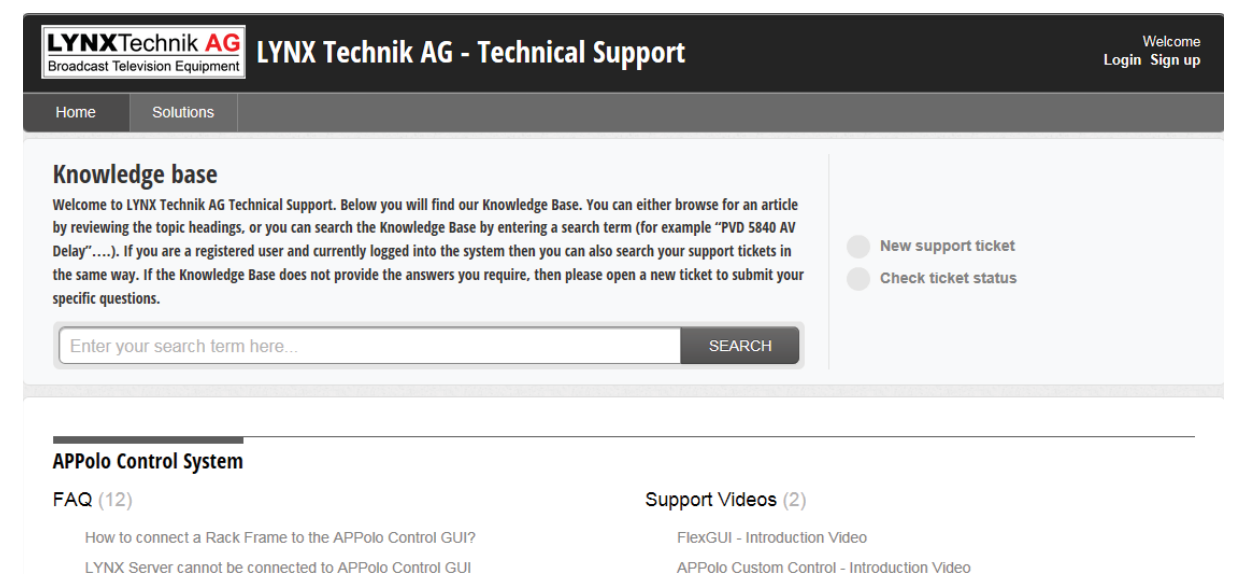 LYNXTechnik AG
Broadcast Television Equipment
LYNX Technik AG - Technical Support
Welcome
Login Sign up
Home Solutions
Knowledge base
Welcome to LYNX Technik AG Technical Support. Below you will find our Knowledge Base. You can either browse for an article
by reviewing the topic headings, or you can search the Knowledge Base by entering a search term (for example “PVD 5840 AV
Delay”....). If you are a registered user and currently logged into the system then you can also search your support tickets in
the same way. If the Knowledge Base does not provide the answers you require, then please open a new ticket to submit your
specific questions.
Enter your search term here...
SEARCH
New support ticket
Check ticket status
APPolo Control System
FAQ (12)
How to connect a Rack Frame to the APPolo Control GUI?
LYNX Server cannot be connected to APPolo Control GUI
Support Videos (2)
FlexGUI - Introduction Video
APPolo Custom Control - Introduction Video